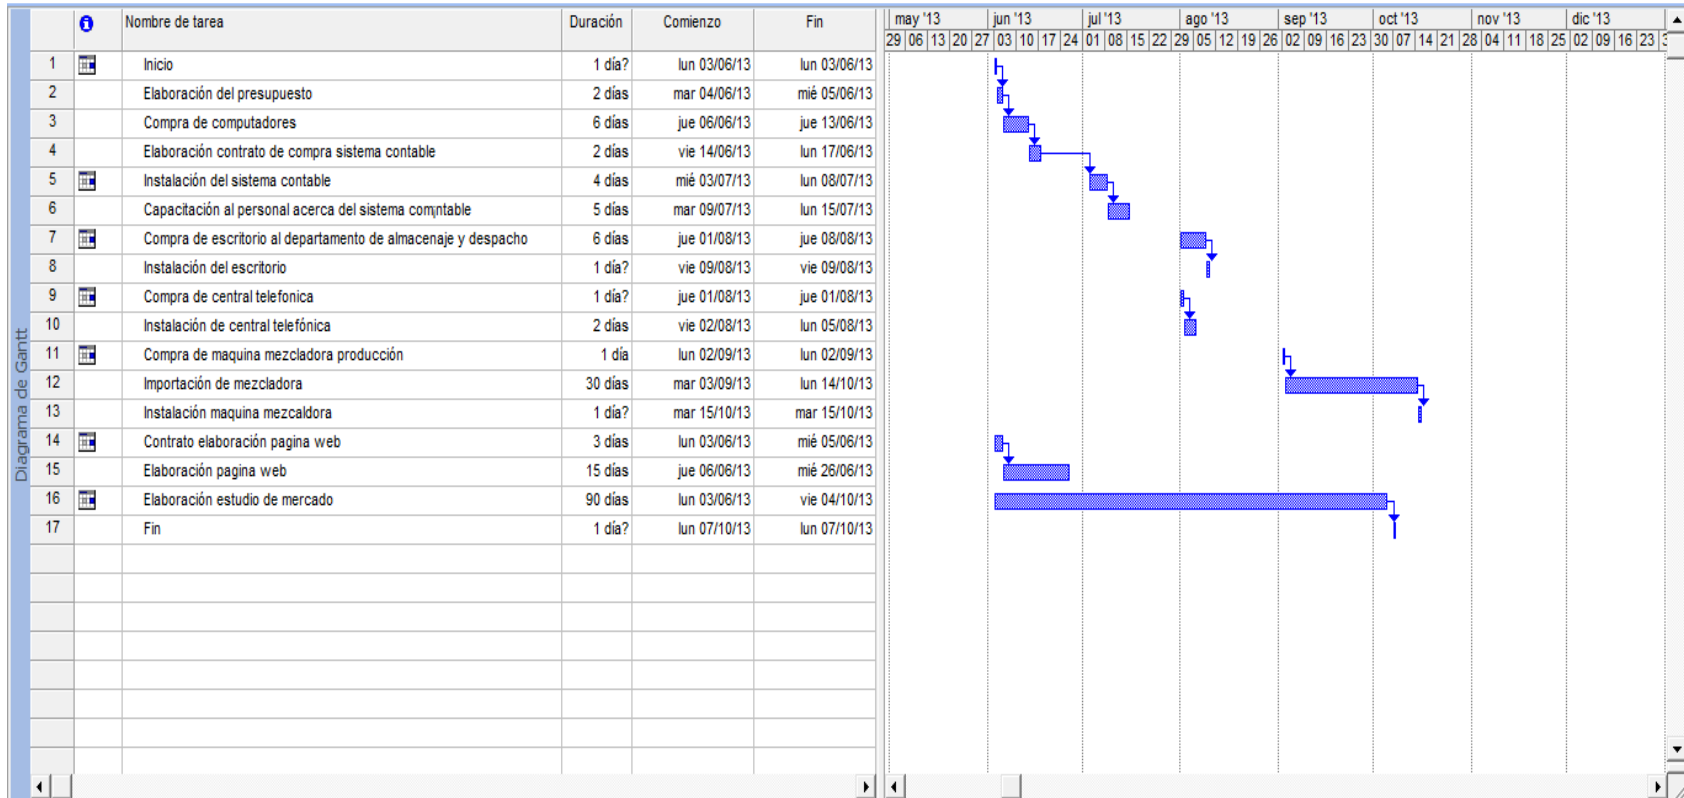 Nombre de tarea Duración Comienzo Fin may '13 jun '13 jul '13 ago '13 sep '13 oct '13 nov '13 dic '13
29 06 13 20 27 03 10 17 24 01 08 15 22 29 05 12 19 26 02 09 16 23 30 07 14 21 28 04 11 18 25 02 09 16 23
1 Inicio 1 día? lun 03/06/13 lun 03/06/13
2 Elaboración del presupuesto 2 días mar 04/06/13 mié 05/06/13
3 Compra de computadores 6 días jue 06/06/13 jue 13/06/13
4 Elaboración contrato de compra sistema contable 2 días vie 14/06/13 lun 17/06/13
5 Instalación del sistema contable 4 días mié 03/07/13 lun 08/07/13
6 Capacitación al personal acerca del sistema 5 días mar 09/07/13 lun 15/07/13
7 Compra de escritorio al departamento de almacenaje y despacho 6 días jue 01/08/13 jue 08/08/13
8 Instalación del escritorio 1 día? vie 09/08/13 vie 09/08/13
9 Compra de central telefonica 1 día? jue 01/08/13 jue 01/08/13
10 Instalación de central telefónica 2 días vie 02/08/13 lun 05/08/13
11 Compra de maquina mezcladora producción 1 día lun 02/09/13 lun 02/09/13
12 Importación de mezcladora 30 días mar 03/09/13 lun 14/10/13
13 Instalación maquina mezcaldora 1 día? mar 15/10/13 mar 15/10/13
14 Contrato elaboración pagina web 3 días lun 03/06/13 mié 05/06/13
15 Elaboración pagina web 15 días jue 06/06/13 mié 26/06/13
16 Elaboración estudio de mercado 90 días lun 03/06/13 vie 04/10/13
17 Fin 1 día? lun 07/10/13 lun 07/10/13
Diagrama de Gantt